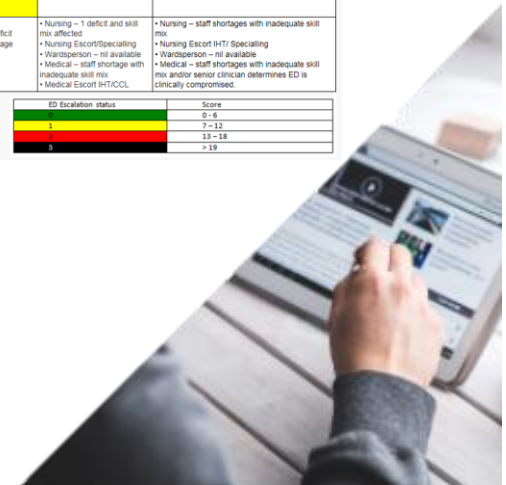 ficit
age
• Nursing – 1 deficit and skill
mix affected
• Nursing Escort/Specialling
• Wardsperson – nil available
• Medical – staff shortage with
inadequate skill mix
• Medical Escort IHT/CCL
• Nursing – staff shortages with inadequate skill
mix
• Nursing Escort IHT/ Specialling
• Wardsperson – nil available
• Medical – staff shortages with inadequate skill
mix and/or senior clinician determines ED is
clinically compromised.
ED Escalation status Score
0 0 - 6
1 7 – 12
2 13 – 18
3 > 19